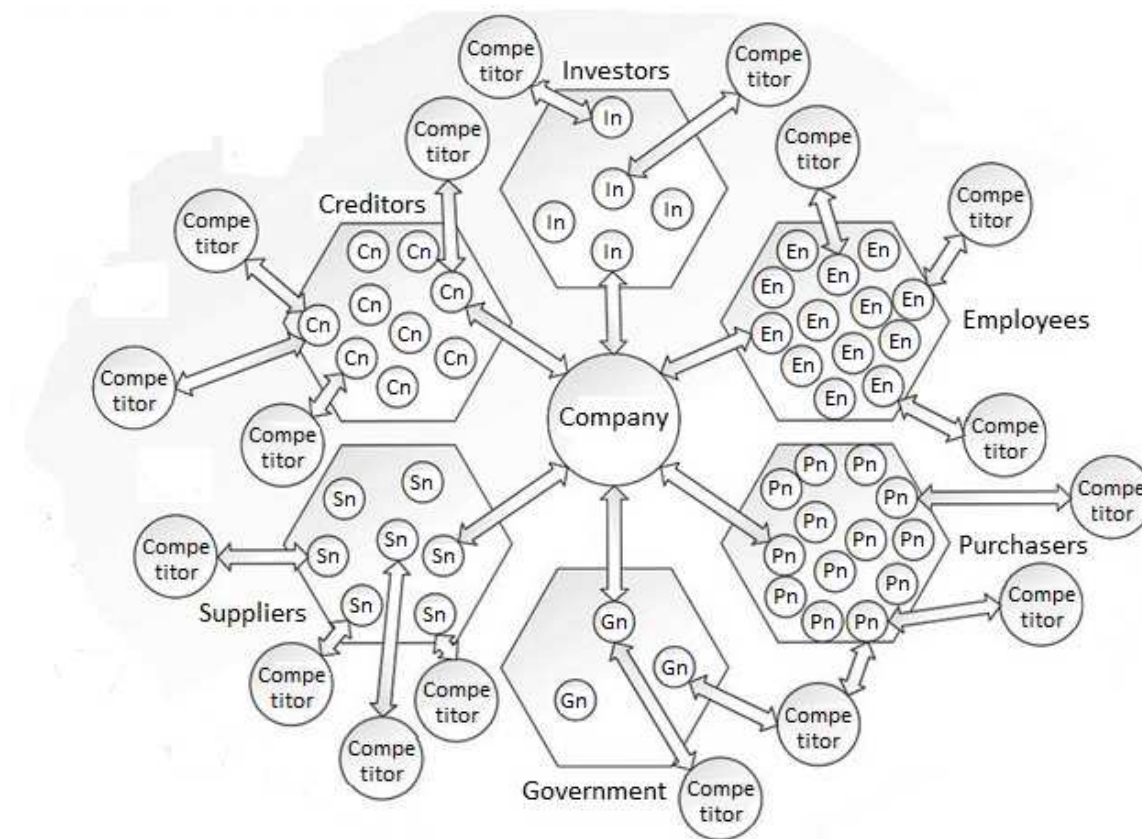 Compe
titor
Investors
Compe
titor
In
In
In
In
In
Compe
titor
Creditors
Compe
titor
Cn
Cn
Cn
Cn
Cn
Cn
Cn
Cn
Cn
Cn
Compe
titor
Compe
titor
Compe
titor
Compe
titor
En
En
En
En
En
En
En
En
En
En
En
En
En
En
Compe
titor
Employees
Compe
titor
Company
Sn
Sn
Sn
Sn
Sn
Sn
Sn
Compe
titor
Suppliers
Compe
titor
Compe
titor
Compe
titor
Pn
Pn
Pn
Pn
Pn
Pn
Pn
Pn
Pn
Pn
Pn
Pn
Pn
Compe
titor
Purchasers
Compe
titor
Gn
Gn
Gn
Compe
titor
Government
Compe
titor